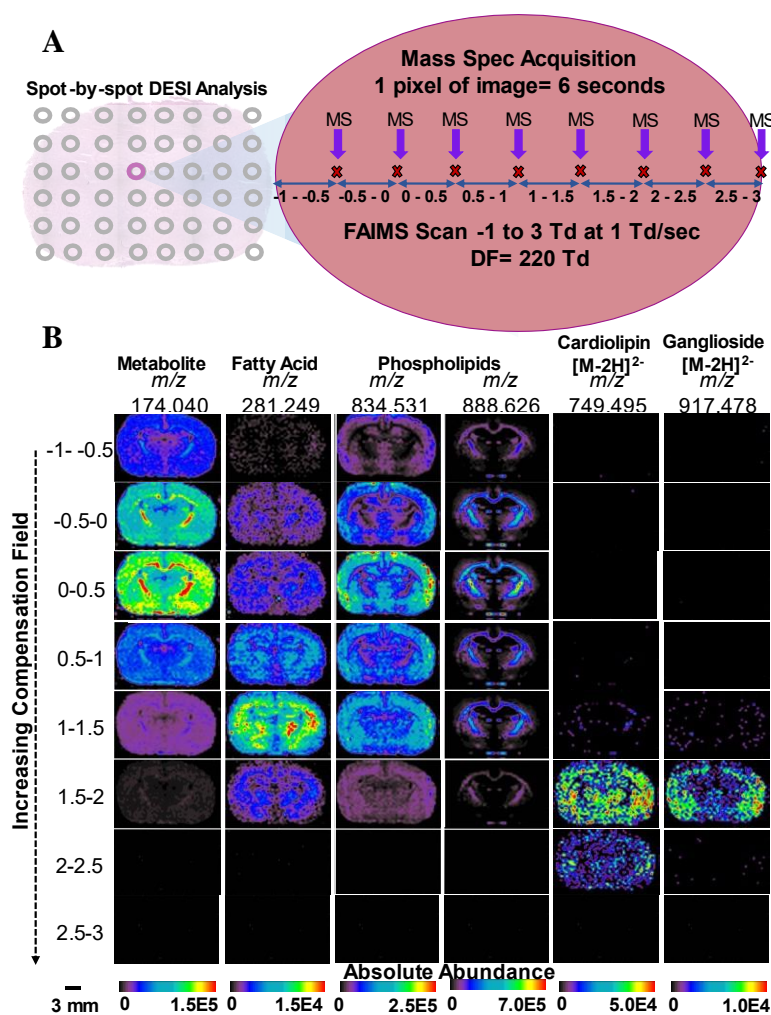 A
Spot-by-spot DESI Analysis
Mass Spec Acquisition
1 pixel of image= 6 seconds
MS MS MS MS MS MS MS MS
-1 - -0.5 -0.5 - 0 0 - 0.5 0.5 - 1 1 - 1.5 1.5 - 2 2 - 2.5 2.5 - 3
FAIMS Scan -1 to 3 Td at 1 Td/sec
DF= 220 Td
B
Metabolite Fatty Acid Phospholipids Cardiolipin Ganglioside
[M-2H]2- [M-2H]2-
m/z m/z m/z m/z m/z m/z
174.040 281.249 834.531 888.626 749.495 917.478
Increasing Compensation Field
-1- -0.5
-0.5-0
0-0.5
0.5-1
1-1.5
1.5-2
2-2.5
2.5-3
Absolute Abundance
3 mm
0 1.5E5 0 1.5E4 0 2.5E5 0 7.0E5 0 5.0E4 0 1.0E4